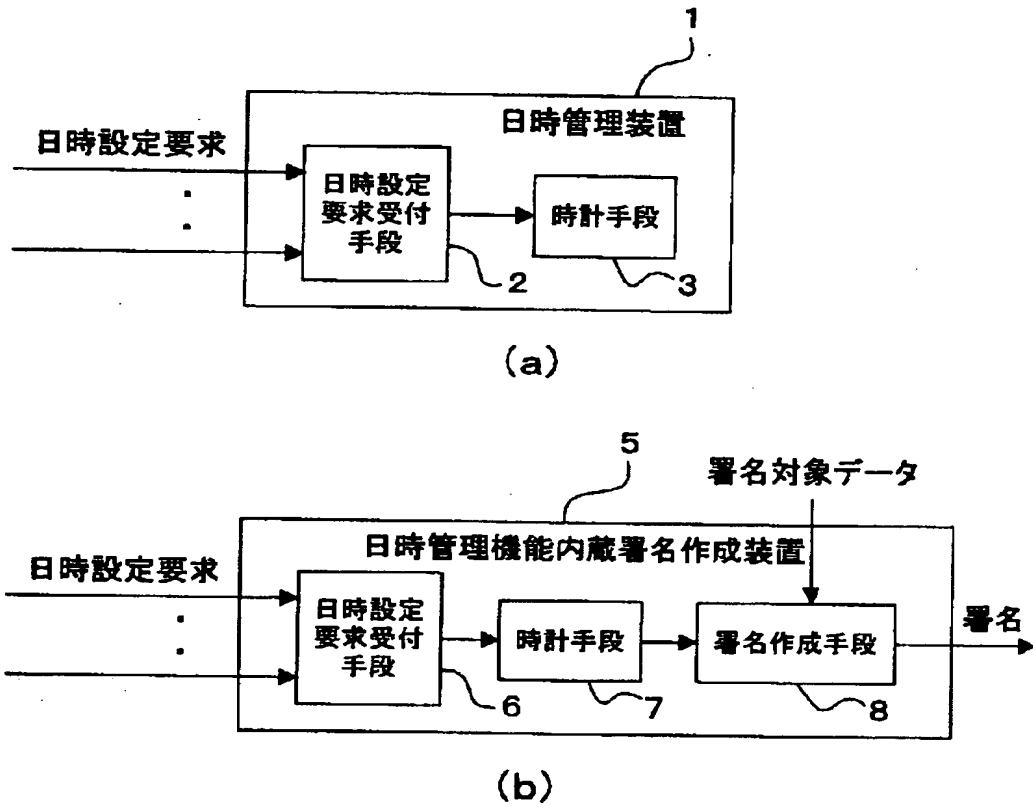 1
日時管理装置
日時設定要求
日時設定
要求受付
手段
時計手段
2
3
(a)
5
署名対象データ
日時管理機能内蔵署名作成装置
日時設定要求
日時設定
要求受付
手段
時計手段
署名作成手段
署名
6
7
8
(b)